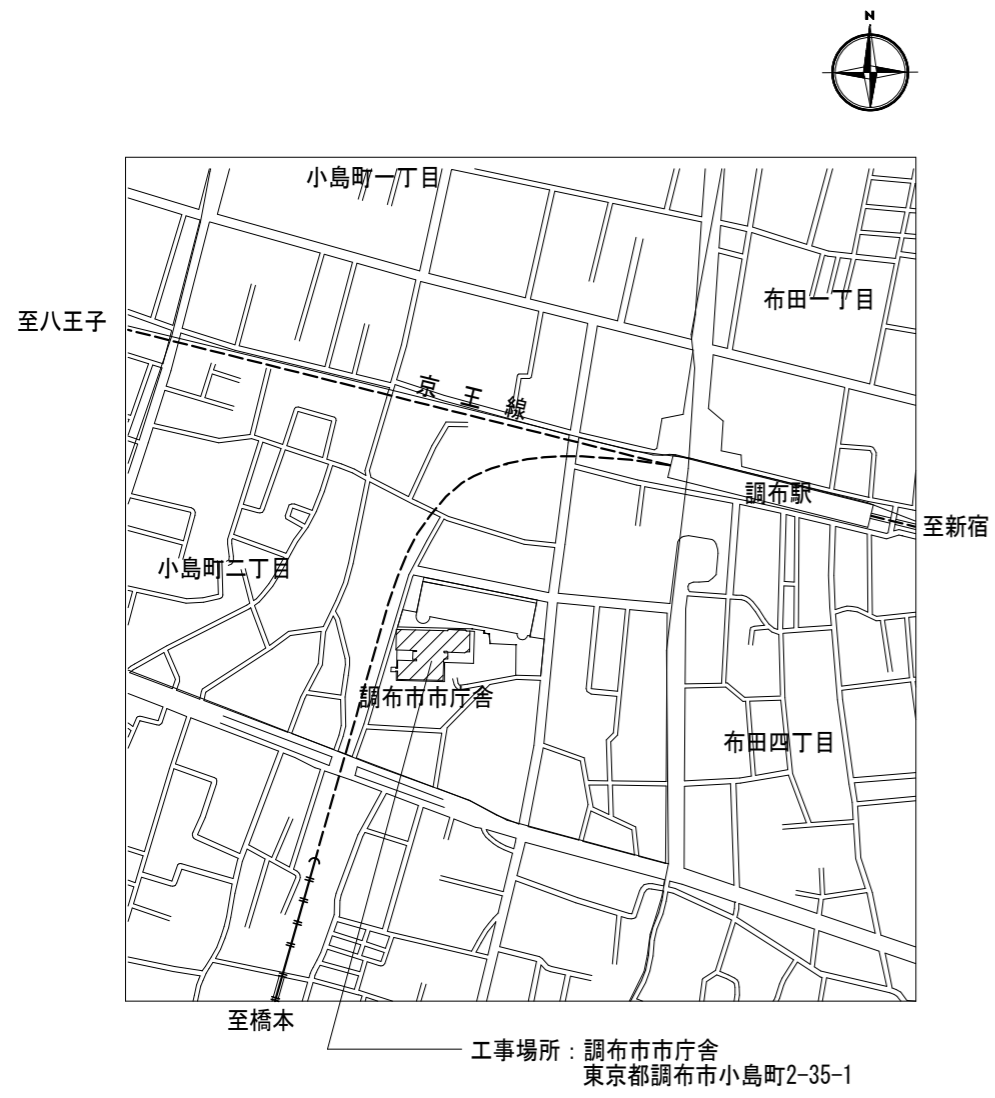 N
小島町一丁目
布田一丁目
至八王子
京王線
調布駅
至新宿
小島町二丁目
調布市市庁舎
布田四丁目
至橋本
工事場所：調布市市庁舎
東京都調布市小島町2-35-1